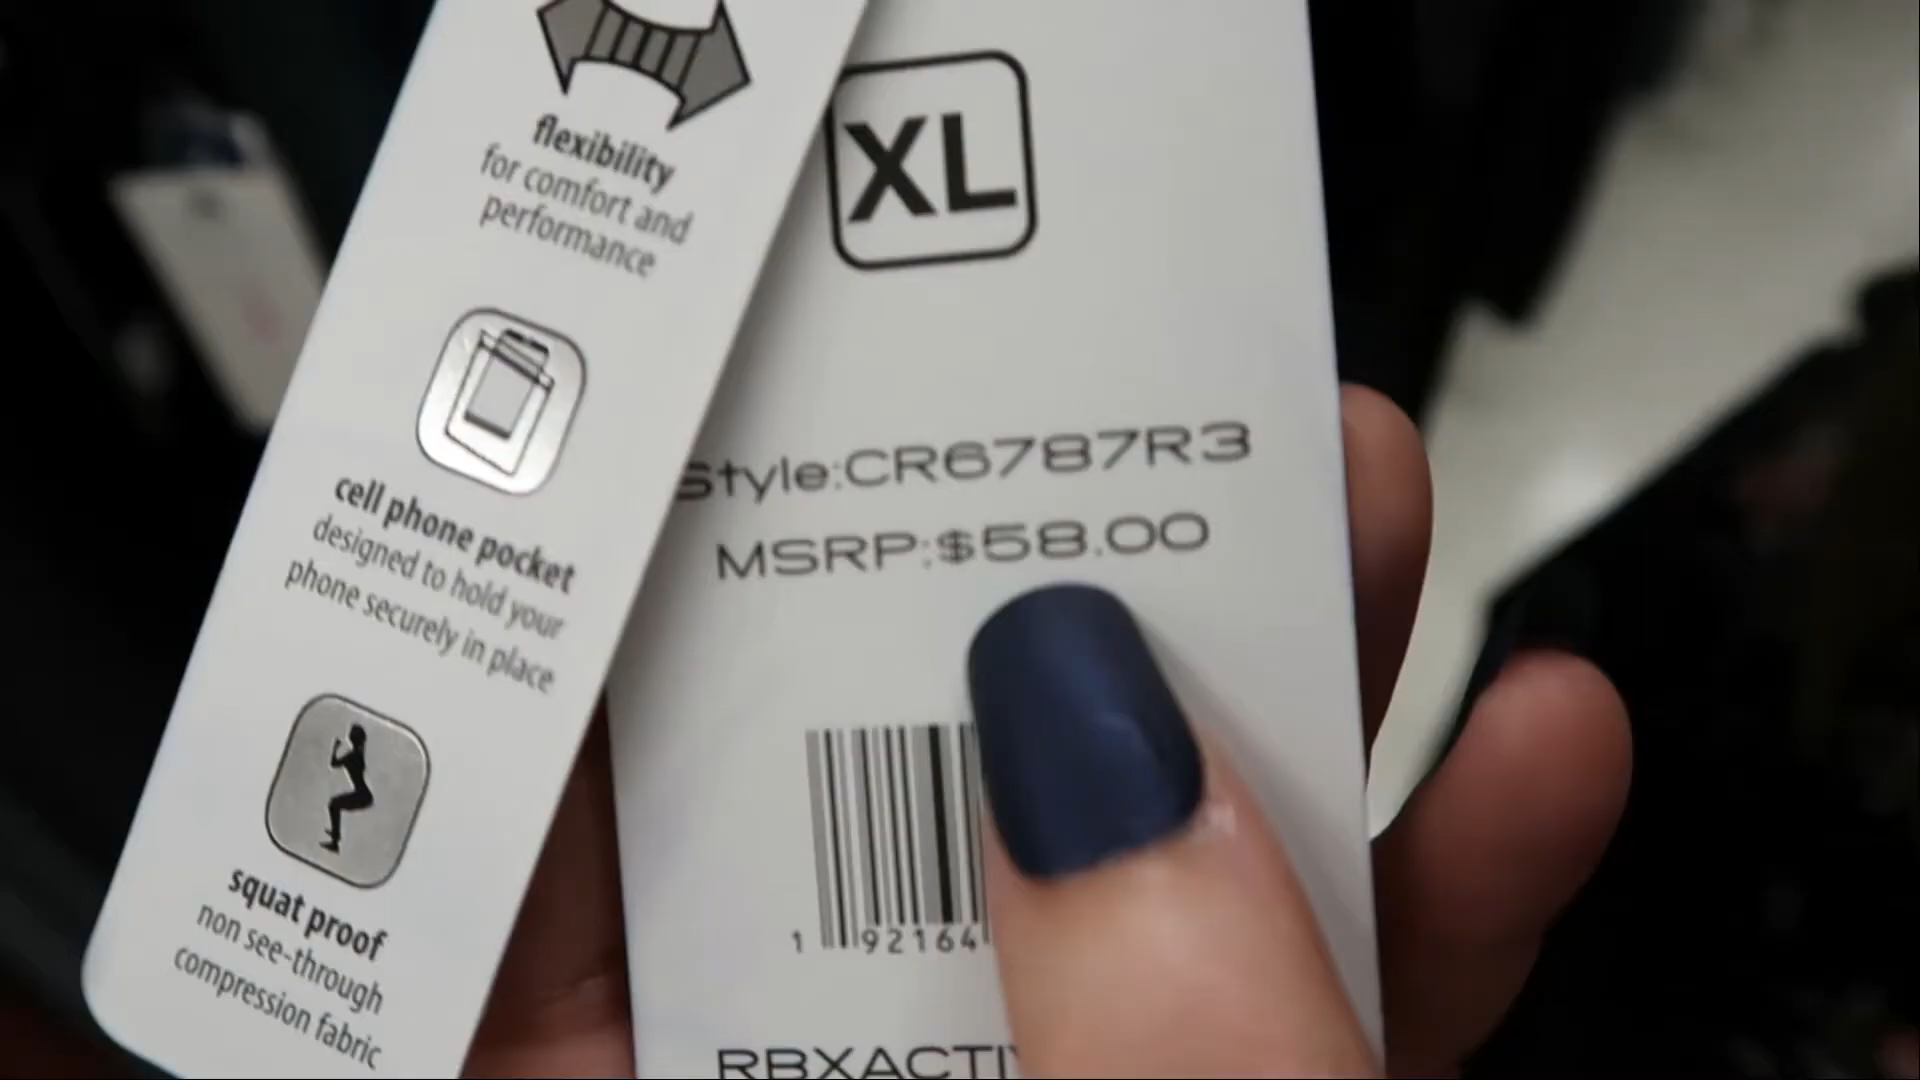 flexibility
for comfort and
performance
cell phone pocket
designed to hold your
phone securely in place
squat proof
non see-through
compression fabric
XL
Style:CR6787R3
MSRP:$58.00
1 92164
RBXACTI